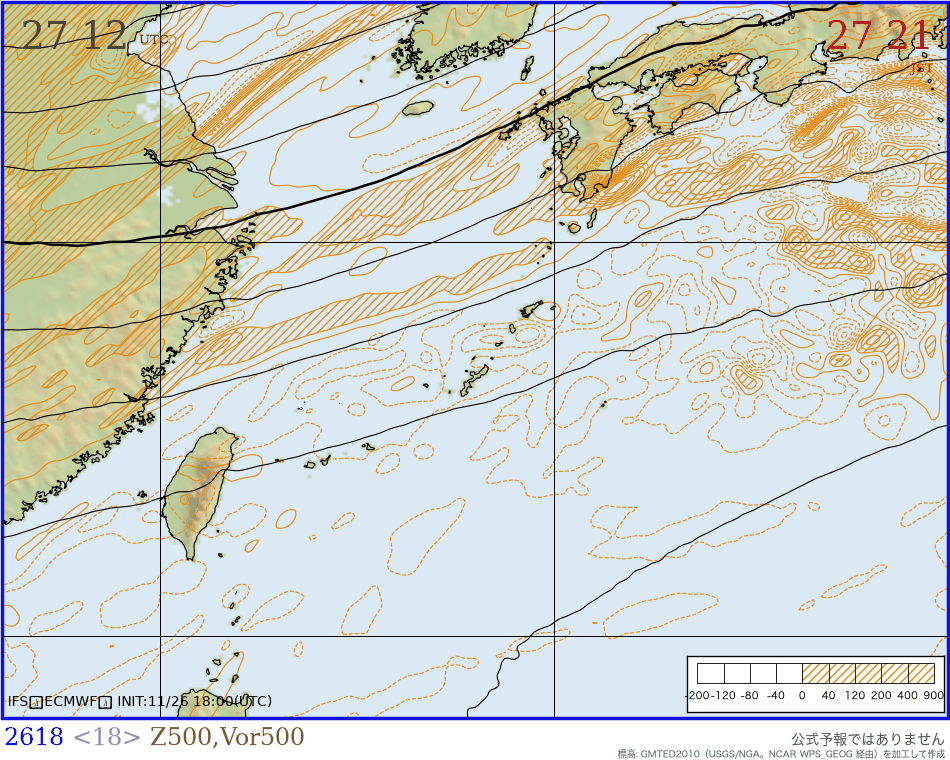 27 12 UTC
27 21
JST
IFS ECMWF INIT:11/26 18:00(UTC)
-200 -120 -80 -40 0 40 120 200 400 900
2618 <18> Z500,Vor500
公式予報ではありません
標高: GMTED2010（USGS/NGA。NCAR WPS_GEOG 経由）を加工して作成